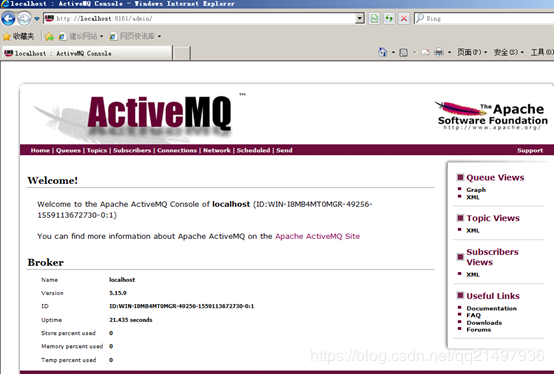 localhost : ActiveMQ Console - Windows Internet Explorer
http://localhost:8161/admin/
Bing
收藏夹 建议网站 网页快讯库
localhost : ActiveMQ Console
页面(P) 安全(S) 工具(O)
ActiveMQ™
The Apache
Software Foundation
http://www.apache.org/
Home | Queues | Topics | Subscribers | Connections | Network | Scheduled | Send
Support
Welcome!
Welcome to the Apache ActiveMQ Console of localhost (ID:WIN-I8MB4MT0MGR-49256-
1559113672730-0:1)
You can find more information about Apache ActiveMQ on the Apache ActiveMQ Site
Broker
Name localhost
Version 5.15.9
ID ID:WIN-I8MB4MT0MGR-49256-1559113672730-0:1
Uptime 21.435 seconds
Store percent used 0
Memory percent used 0
Temp percent used 0
Queue Views
Graph
XML
Topic Views
XML
Subscribers
Views
XML
Useful Links
Documentation
FAQ
Downloads
Forums
https://blog.csdn.net/qq21497936